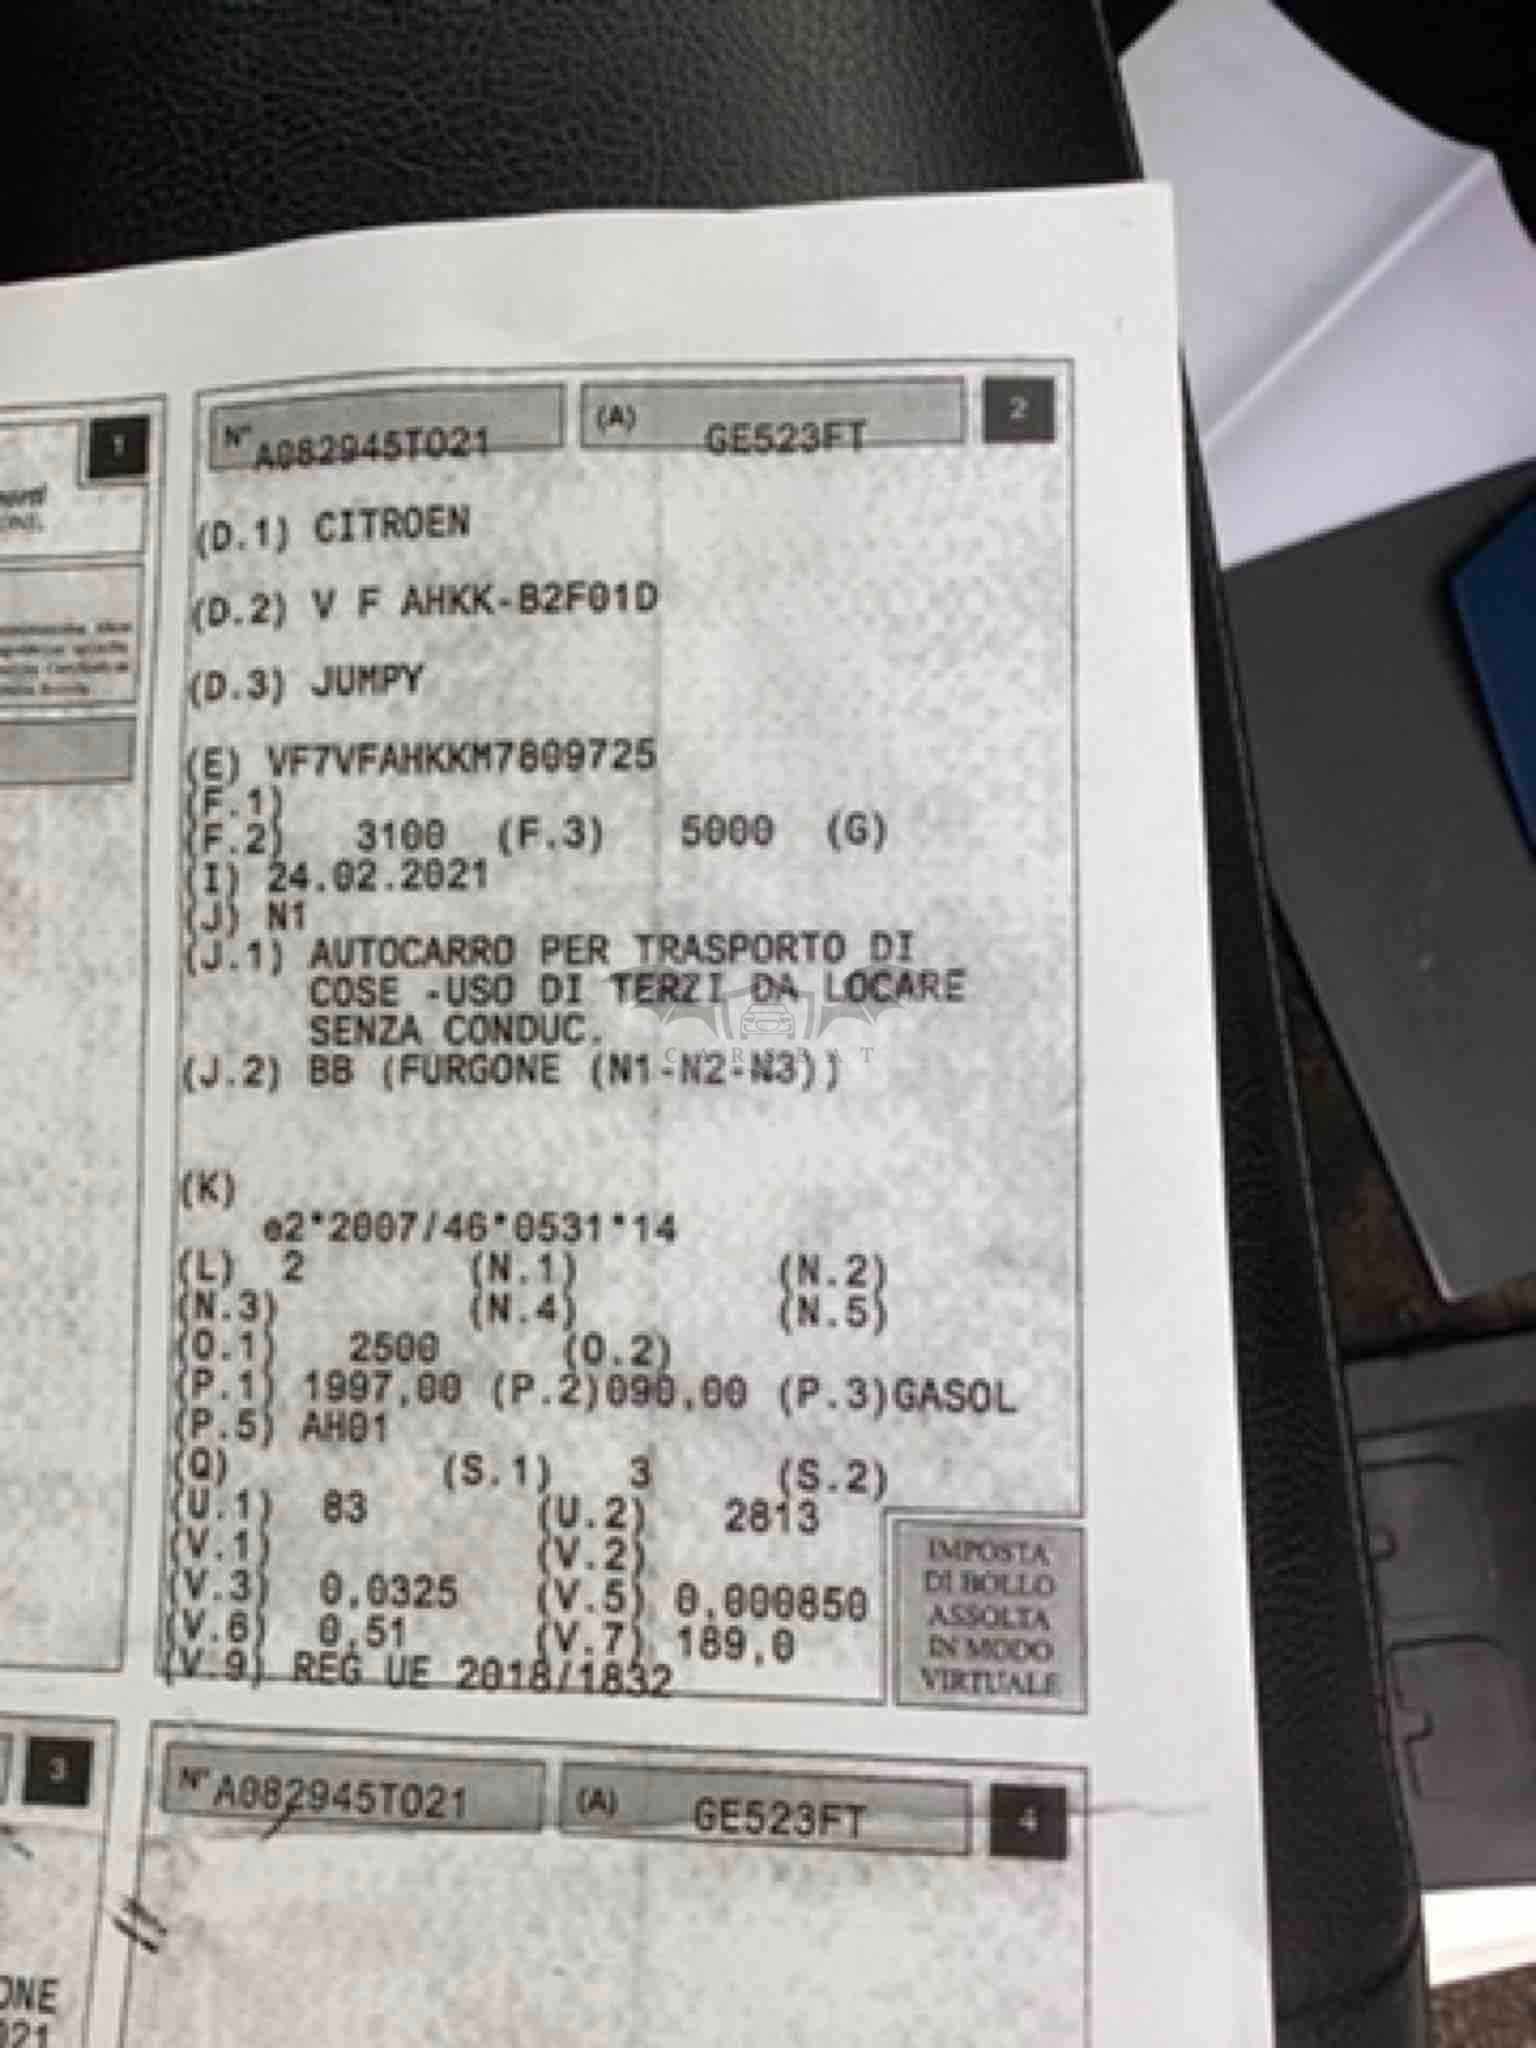 1
N° A082945TO21 (A) GE523FT 2
(D.1) CITROEN
(D.2) V F AHKK-B2F01D
(D.3) JUMPY
(E) VF7VFAHKKM7809725
(F.1)
(F.2) 3100 (F.3) 5000 (G)
(I) 24.02.2021
(J) N1
(J.1) AUTOCARRO PER TRASPORTO DI
COSE -USO DI TERZI DA LOCARE
SENZA CONDUC.
CARSBAT
(J.2) BB (FURGONE (N1-N2-N3))
(K)
e2*2007/46*0531*14
(L) 2 (N.1) (N.2)
(N.3) (N.4) (N.5)
(O.1) 2500 (O.2)
(P.1) 1997,00 (P.2)090,00 (P.3)GASOL
(P.5) AH01
(Q) (S.1) 3 (S.2)
(U.1) 83 (U.2) 2813
(V.1) (V.2)
(V.3) 0,0325 (V.5) 0,000850
(V.6) 0,51 (V.7) 189,0
(V.9) REG UE 2018/1832
IMPOSTA
DI BOLLO
ASSOLTA
IN MODO
VIRTUALE
3
N° A082945TO21 (A) GE523FT 4
ONE
021